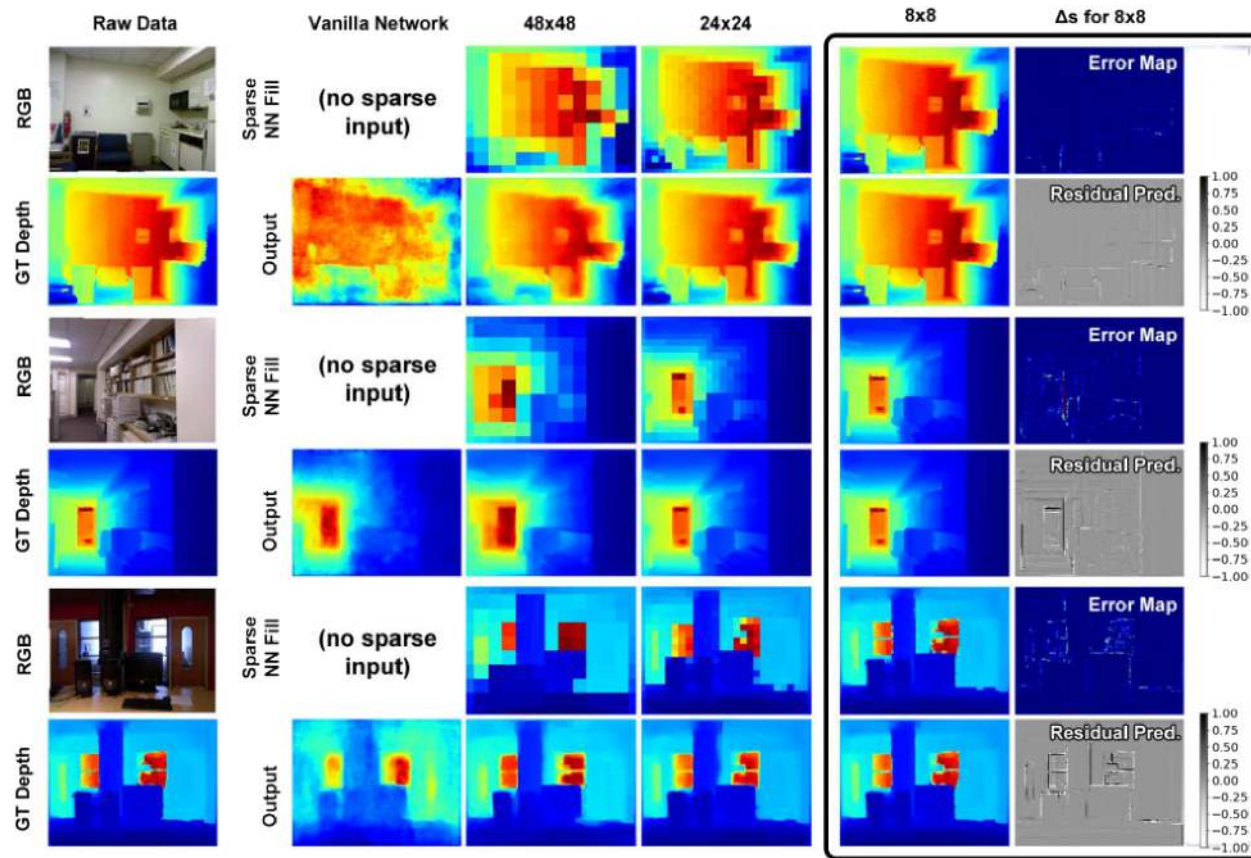 Raw Data
Vanilla Network
48x48
24x24
8x8
Δs for 8x8
RGB
Sparse
NN Fill
(no sparse
input)
Error Map
GT Depth
Output
Residual Pred.
1.00
0.75
0.50
0.25
0.00
−0.25
−0.50
−0.75
−1.00
RGB
Sparse
NN Fill
(no sparse
input)
Error Map
GT Depth
Output
Residual Pred.
1.00
0.75
0.50
0.25
0.00
−0.25
−0.50
−0.75
−1.00
RGB
Sparse
NN Fill
(no sparse
input)
Error Map
GT Depth
Output
Residual Pred.
1.00
0.75
0.50
0.25
0.00
−0.25
−0.50
−0.75
−1.00